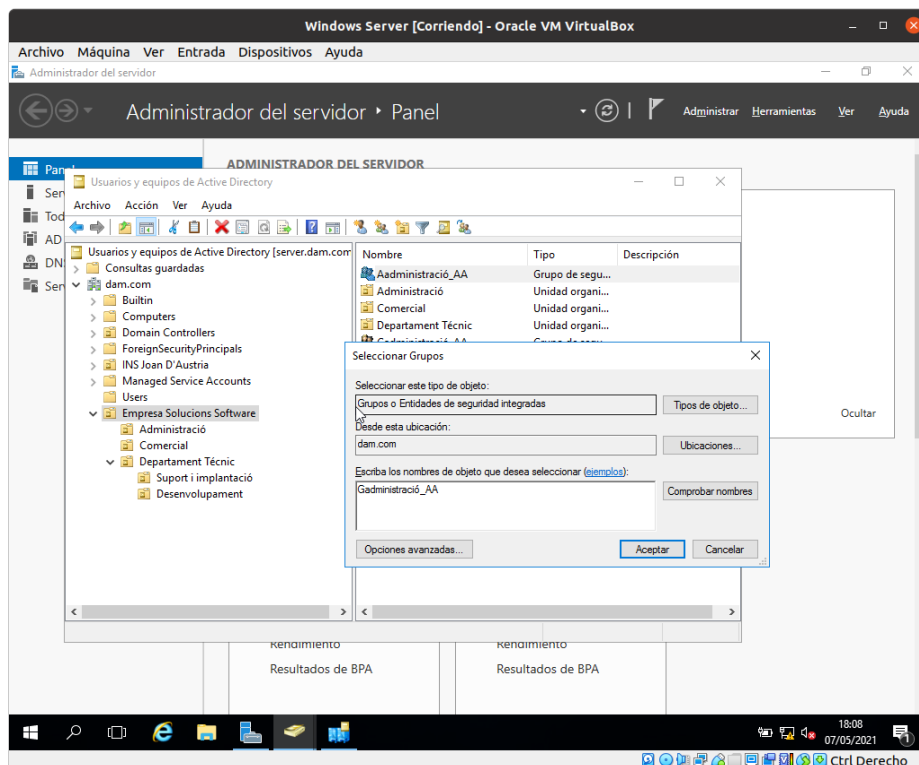 Windows Server [Corriendo] - Oracle VM VirtualBox
Archivo Máquina Ver Entrada Dispositivos Ayuda
Administrador del servidor
Administrador del servidor Panel
Administrar Herramientas Ver Ayuda
ADMINISTRADOR DEL SERVIDOR
Usuarios y equipos de Active Directory
Archivo Acción Ver Ayuda
AD
Usuarios y equipos de Active Directory [server.dam.com
Consultas guardadas
dam.com
Builtin
Computers
Domain Controllers
ForeignSecurityPrincipals
INS Joan D'Austria
Managed Service Accounts
Users
Empresa Solucions Software
Administració
Comercial
Departament Tècnic
Suport i implantació
Desenvolupament
Nombre Tipo Descripción
Aadministració_AA Grupo de segu...
Administració Unidad organi...
Comercial Unidad organi...
Departament Tècnic Unidad organi...
Seleccionar Grupos
Seleccionar este tipo de objeto:
Grupos o Entidades de seguridad integradas
Tipos de objeto...
Desde esta ubicación:
dam.com
Ubicaciones...
Escriba los nombres de objeto que desea seleccionar (ejemplos):
Gadministració_AA
Comprobar nombres
Opciones avanzadas...
Aceptar
Cancelar
Ocultar
Rendimiento
Resultados de BPA
Rendimiento
Resultados de BPA
18:08
07/05/2021
1
Ctrl Derecho